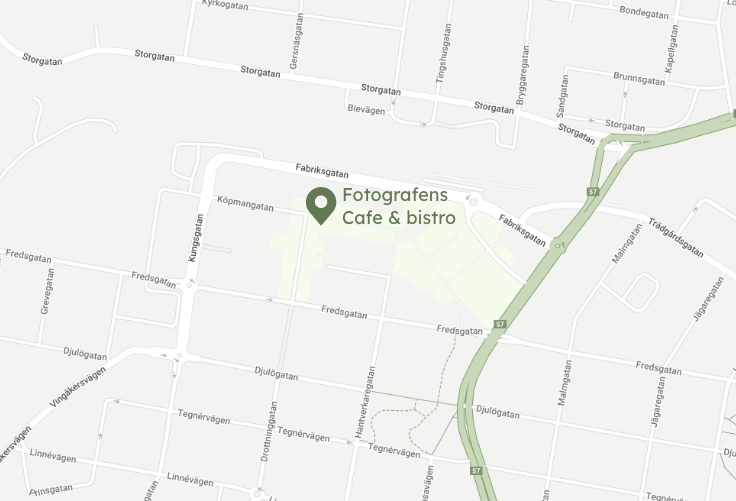 Kyrkogatan
Bondegatan
Gersnäsgatan
Tingshusgatan
Kapellgatan
Storgatan
Storgatan
Storgatan
Bryggaregatan
Brunnsgatan
Storgatan
Sandgatan
Bievägen
Storgatan
Storgatan
Storgatan
Fabriksgatan
57
Fotografens
Cafe & bistro
Köpmangatan
Kungsgatan
Fabriksgatan
Trädgårdsgatan
Malmgatan
Fredsgatan
Fredsgatan
Grevegatan
Jägaregatan
Fredsgatan
57
Fredsgatan
Djulögatan
Fredsgatan
Vingåkersvägen
Djulögatan
Malmgatan
Hantverkaregatan
Jägaregatan
Djulögatan
Tegnérvägen
Drottninggatan
Tegnérvägen
Tegnérvägen
Linnévägen
57
Linnévägen